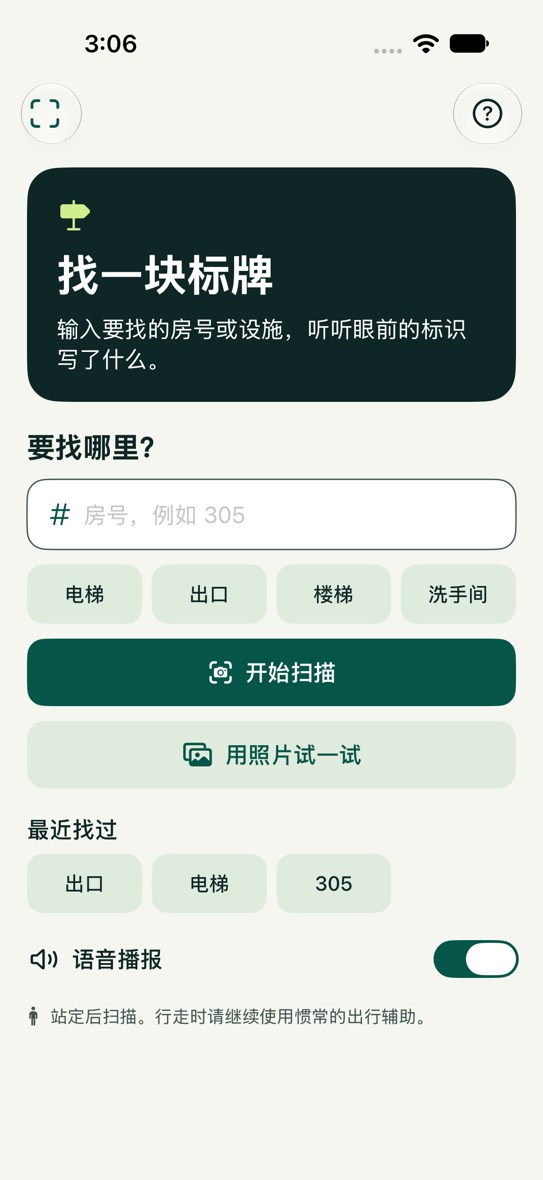 3:06
找一块标牌
输入要找的房号或设施，听听眼前的标识
写了什么。
要找哪里?
# 房号，例如 305
电梯 出口 楼梯 洗手间
开始扫描
用照片试一试
最近找过
出口 电梯 305
语音播报
站定后扫描。行走时请继续使用惯常的出行辅助。